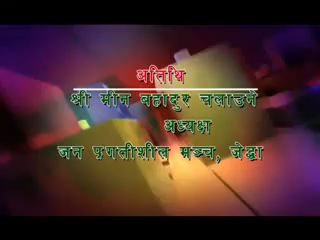 अतिथि
श्री मीन बहादुर चलाउने
अध्यक्ष
जन प्रगतीशील मञ्च, जेद्धा